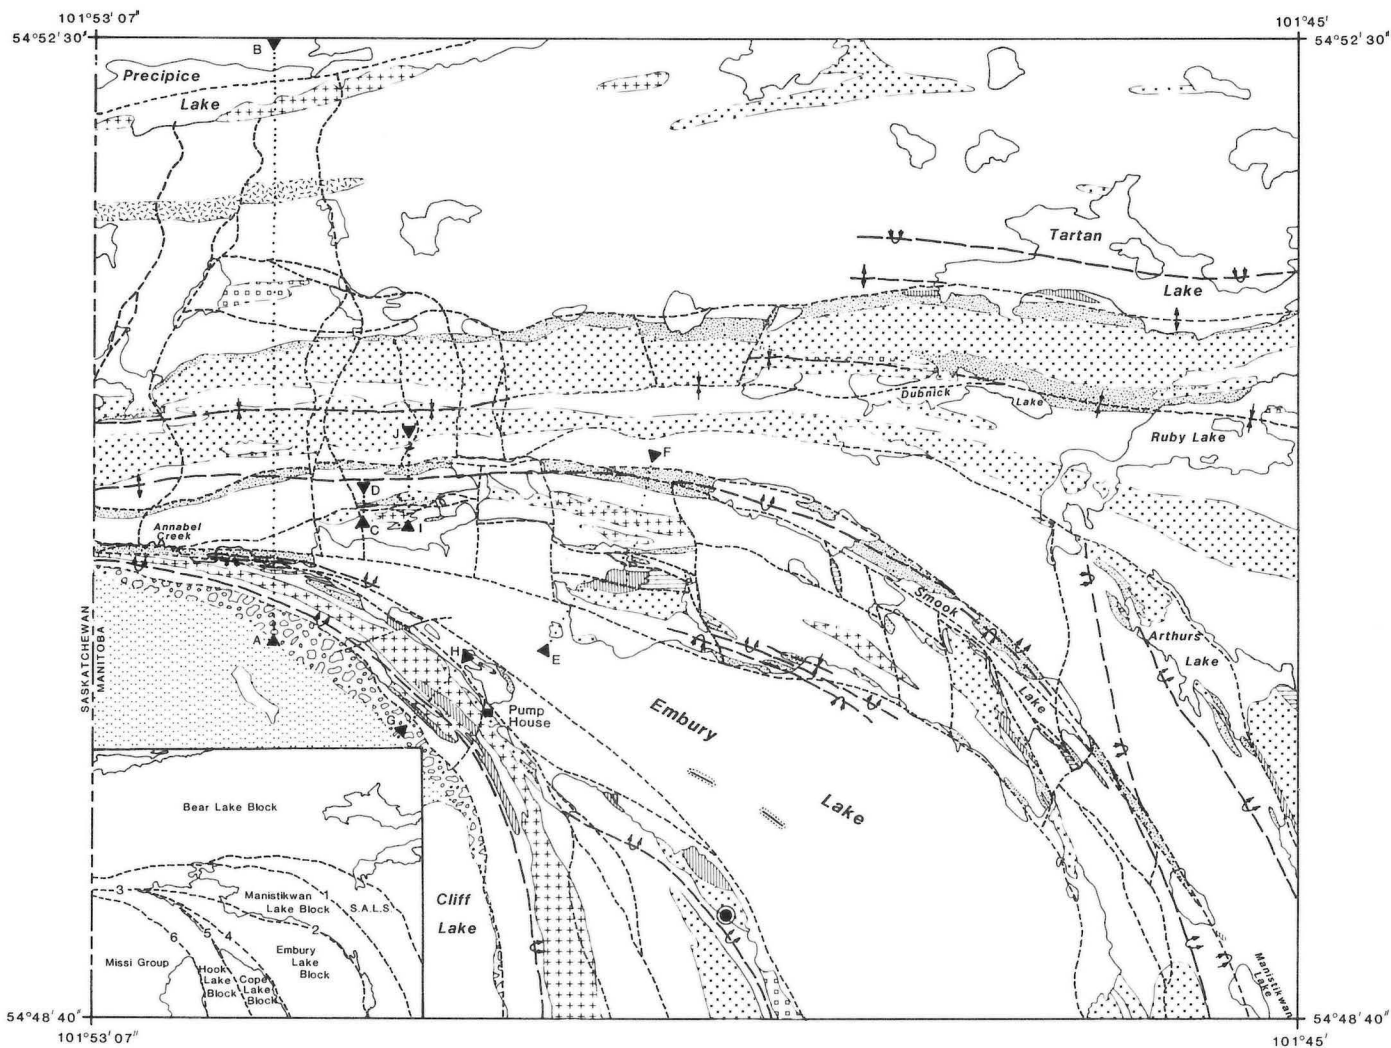 101°53'07"
101°45'
54°52'30"
54°52'30"
B
Precipice
Lake
Tartan
Lake
Dubnick
Lake
Ruby Lake
J
F
D
C
I
Annabel
Creek
Smook
Lake
Arthurs
Lake
SASKATCHEWAN
MANITOBA
A
H
E
G
Pump
House
Embury
Lake
Cliff
Lake
Manistikwan
Lake
Bear Lake Block
3
Manistikwan
Lake Block
1
S.A.L.S.
2
6
5
4
Embury
Lake
Block
Missi Group
Hook
Lake
Block
Cope
Lake
Block
54°48'40"
54°48'40"
101°53'07"
101°45'